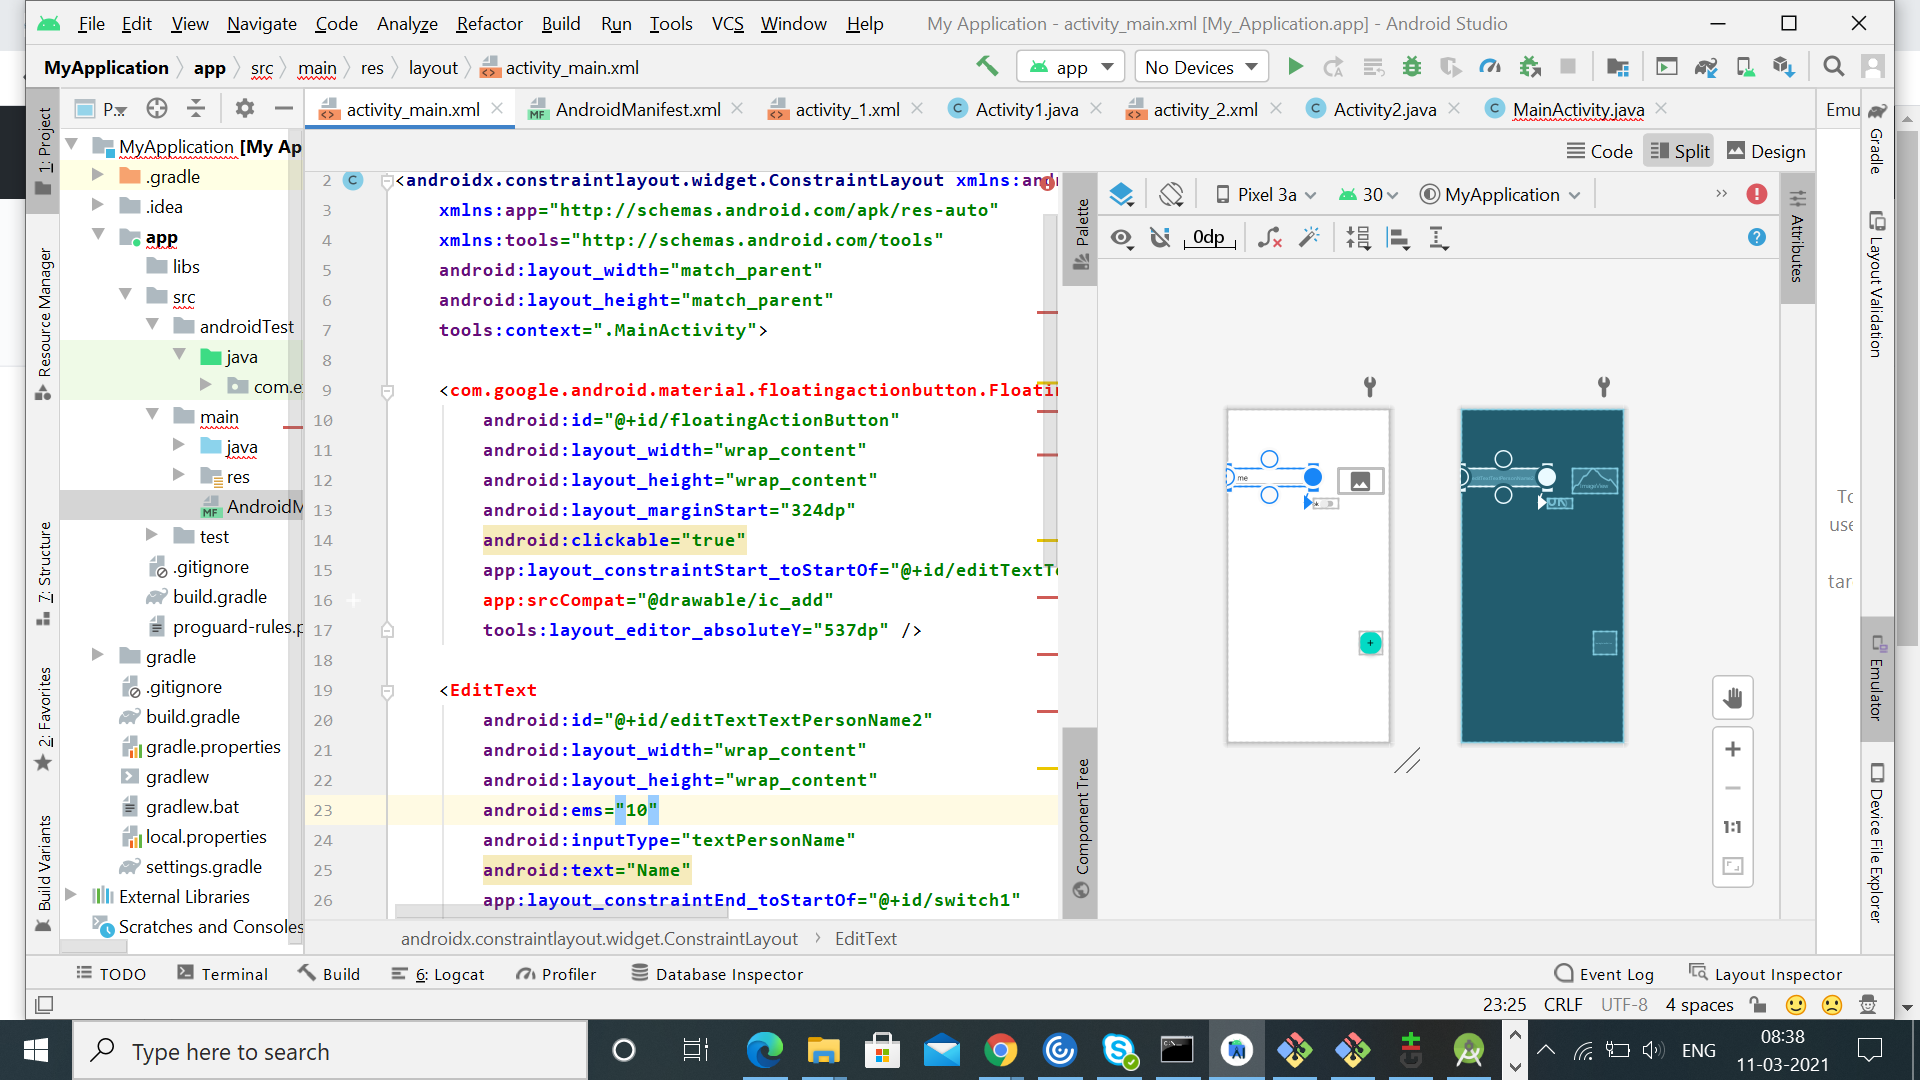 File Edit View Navigate Code Analyze Refactor Build Run Tools VCS Window Help My Application - activity_main.xml [My_Application.app] - Android Studio
MyApplication app src main res layout activity_main.xml app No Devices
1: Project
P..
activity_main.xml AndroidManifest.xml activity_1.xml Activity1.java activity_2.xml Activity2.java MainActivity.java Emu
Code Split Design
MyApplication [My Ap
.gradle
.idea
app
libs
src
androidTest
java
com.e
main
java
res
AndroidM
test
.gitignore
build.gradle
proguard-rules.p
gradle
.gitignore
build.gradle
gradle.properties
gradlew
gradlew.bat
local.properties
settings.gradle
External Libraries
Scratches and Consoles
Resource Manager
7: Structure
2: Favorites
Build Variants
2 <androidx.constraintlayout.widget.ConstraintLayout xmlns:and
3 xmlns:app="http://schemas.android.com/apk/res-auto"
4 xmlns:tools="http://schemas.android.com/tools"
5 android:layout_width="match_parent"
6 android:layout_height="match_parent"
7 tools:context=".MainActivity">
8
9 <com.google.android.material.floatingactionbutton.Floatin
10 android:id="@+id/floatingActionButton"
11 android:layout_width="wrap_content"
12 android:layout_height="wrap_content"
13 android:layout_marginStart="324dp"
14 android:clickable="true"
15 app:layout_constraintStart_toStartOf="@+id/editTextTe
16 app:srcCompat="@drawable/ic_add"
17 tools:layout_editor_absoluteY="537dp" />
18
19 <EditText
20 android:id="@+id/editTextTextPersonName2"
21 android:layout_width="wrap_content"
22 android:layout_height="wrap_content"
23 android:ems="10"
24 android:inputType="textPersonName"
25 android:text="Name"
26 app:layout_constraintEnd_toStartOf="@+id/switch1"
androidx.constraintlayout.widget.ConstraintLayout EditText
Palette
Component Tree
Pixel 3a 30 MyApplication
0dp
me
ImageView
1:1
Attributes
To
use
tar
Gradle
Layout Validation
Emulator
Device File Explorer
TODO Terminal Build 6: Logcat Profiler Database Inspector Event Log Layout Inspector
23:25 CRLF UTF-8 4 spaces
Type here to search
ENG 08:38
11-03-2021